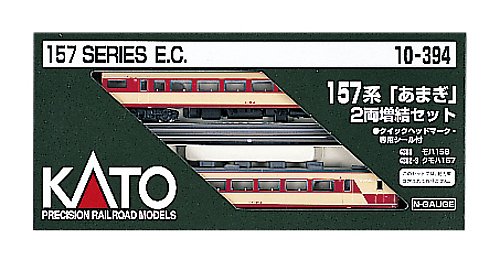 157 SERIES E.C.
10-394
157系「あまぎ」
2両増結セット
●クイックヘッドマーク・
専用シール付
モハ156
クモハ157
KATO
PRECISION RAILROAD MODELS
N-GAUGE